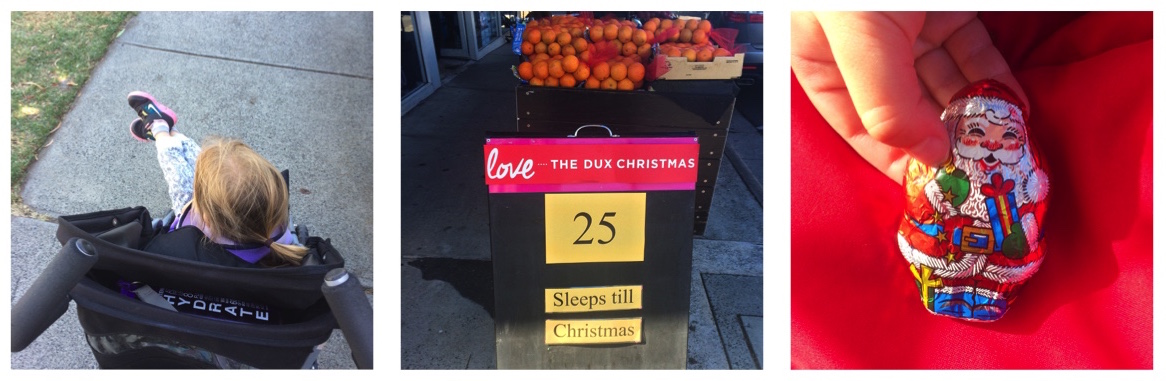 HYDRATE
love ···· THE DUX CHRISTMAS
25
Sleeps till
Christmas